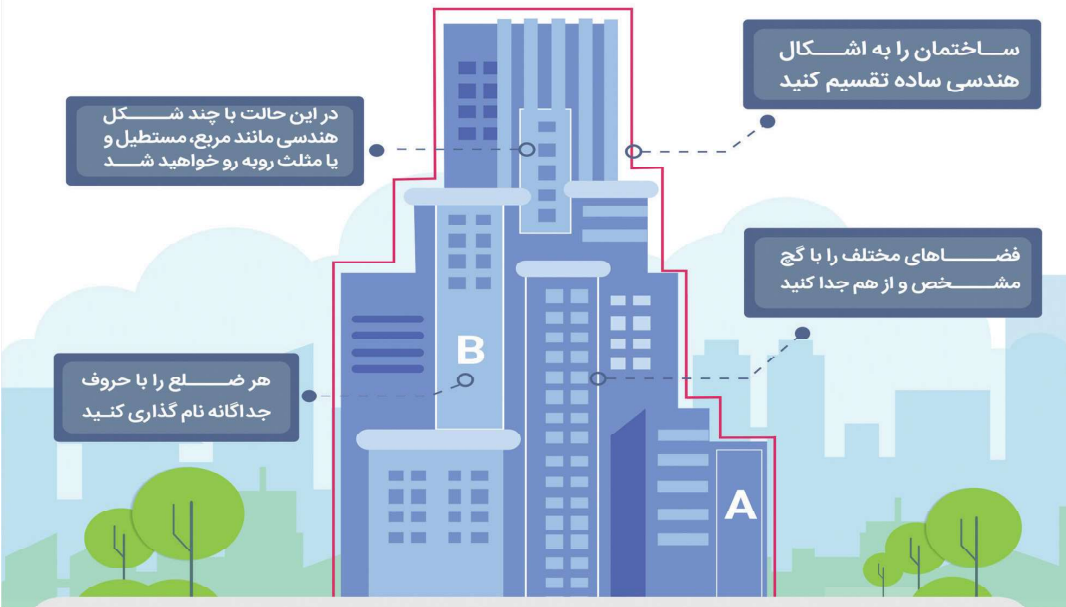 ساختمان را به اشکال
هندسی ساده تقسیم کنید
در این حالت با چند شکل
هندسی مانند مربع، مستطیل و
یا مثلث روبه رو خواهید شد
فضاهای مختلف را با گچ
مشخص و از هم جدا کنید
هر ضلع را با حروف
جداگانه نام گذاری کنید
B
A